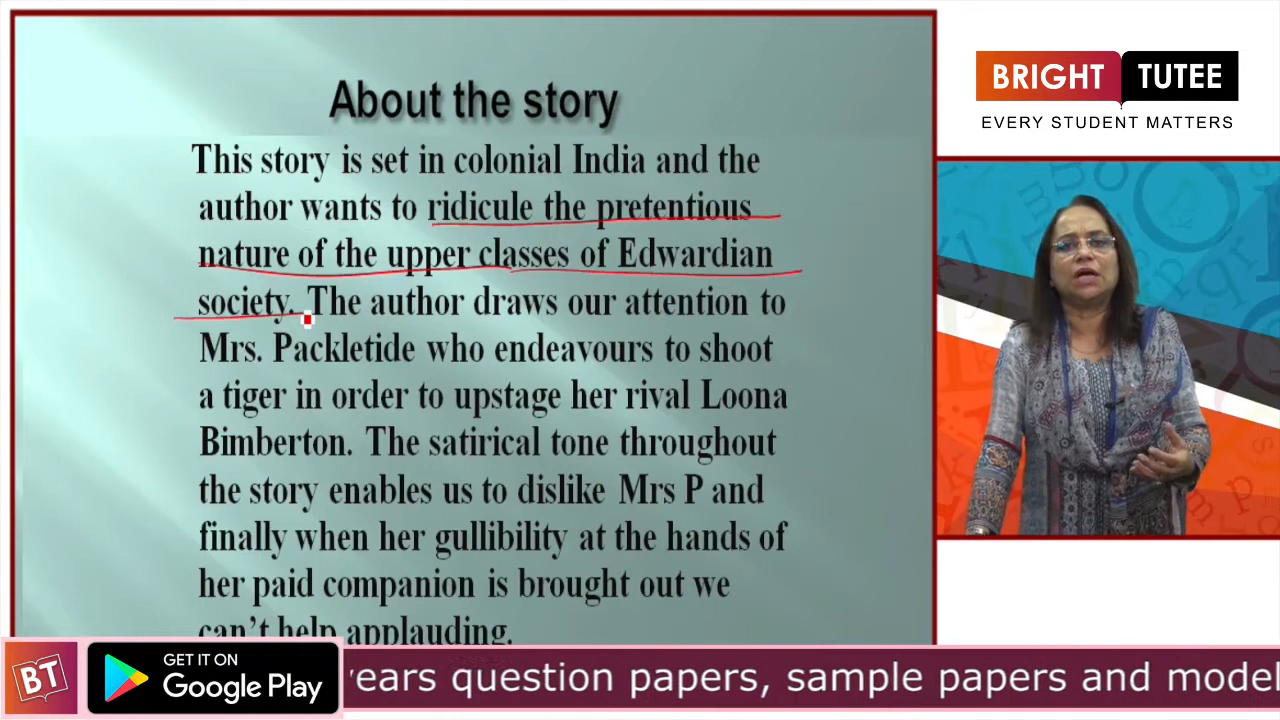 About the story
This story is set in colonial India and the
author wants to ridicule the pretentious
nature of the upper classes of Edwardian
society. The author draws our attention to
Mrs. Packletide who endeavours to shoot
a tiger in order to upstage her rival Loona
Bimberton. The satirical tone throughout
the story enables us to dislike Mrs P and
finally when her gullibility at the hands of
her paid companion is brought out we
can't help applauding.
BRIGHT TUTEE
EVERY STUDENT MATTERS
BT
GET IT ON
Google Play
years question papers, sample papers and model